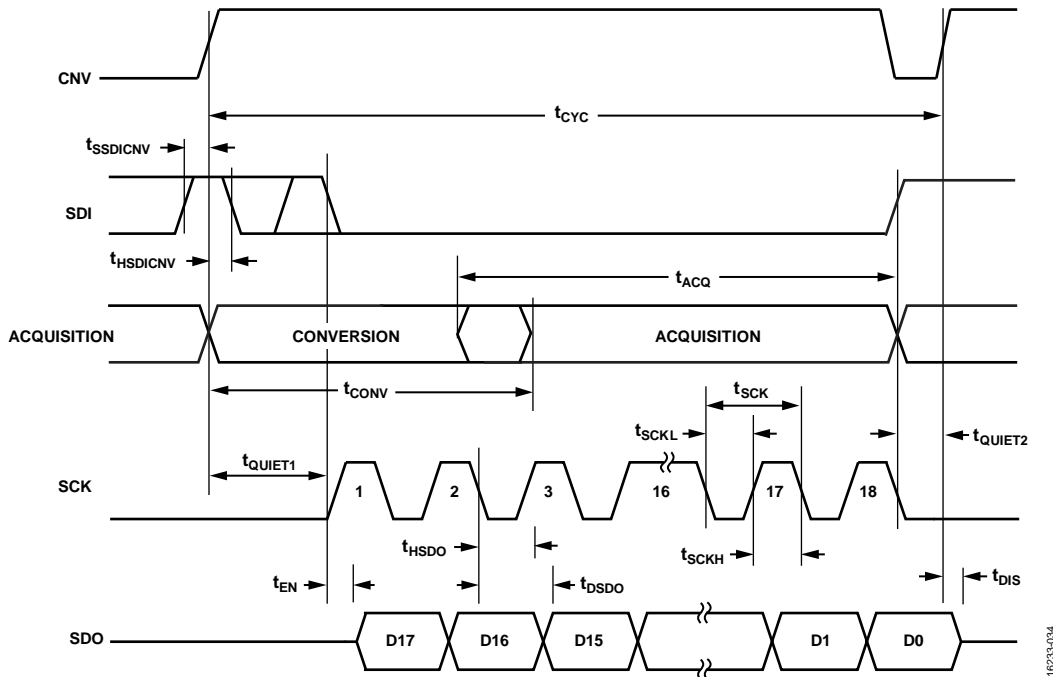 CNV
tCYC
tSSDICNV
SDI
tHSDICNV
tACQ
ACQUISITION
CONVERSION
ACQUISITION
tCONV
tSCK
tSCKL
tQUIET2
tQUIET1
SCK
1
2
3
16
17
18
tHSDO
tSCKH
tEN
tDSDO
tDIS
SDO
D17
D16
D15
D1
D0
16233-034